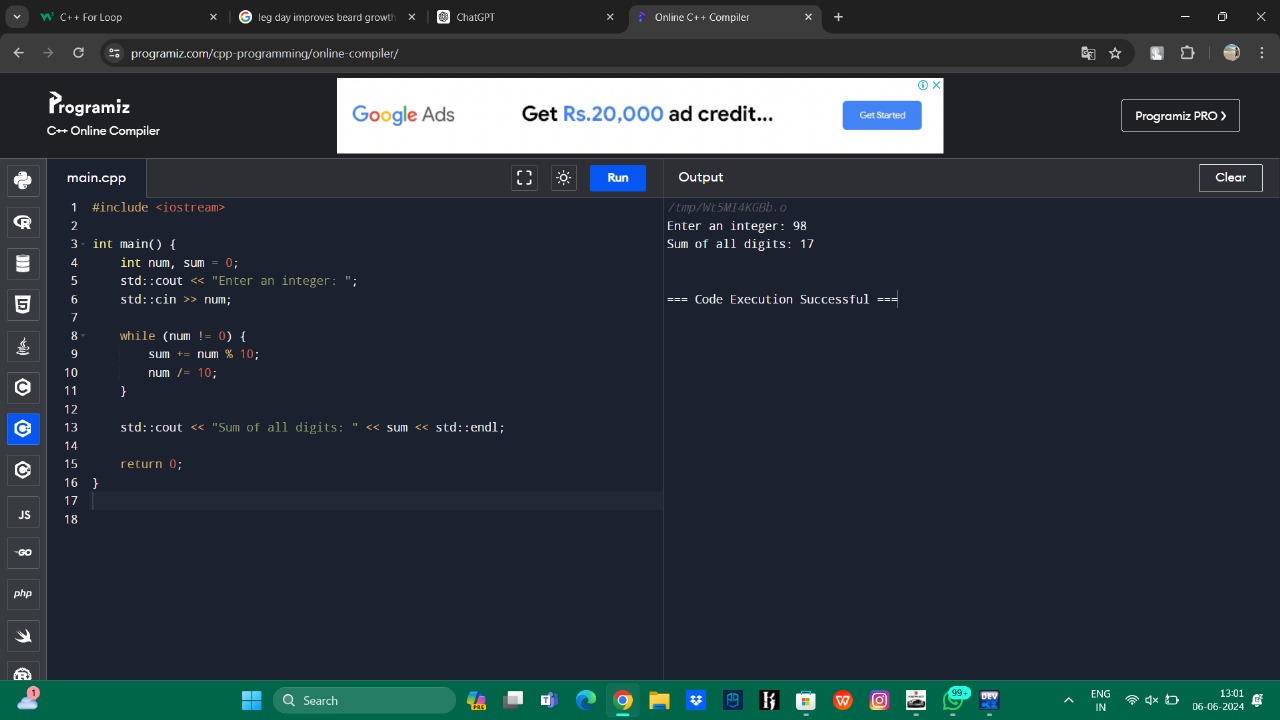 C++ For Loop
leg day improves beard growth
ChatGPT
Online C++ Compiler
programiz.com/cpp-programming/online-compiler/
Programiz
C++ Online Compiler
Google Ads
Get Rs.20,000 ad credit...
Get Started
Programiz PRO
main.cpp
Run
Output
Clear
1 #include <iostream>
2
3 int main() {
4 int num, sum = 0;
5 std::cout << "Enter an integer: ";
6 std::cin >> num;
7
8 while (num != 0) {
9 sum += num % 10;
10 num /= 10;
11 }
12
13 std::cout << "Sum of all digits: " << sum << std::endl;
14
15 return 0;
16 }
17
18
/tmp/Wt5MI4KGBb.o
Enter an integer: 98
Sum of all digits: 17
=== Code Execution Successful ===
JS
GO
php
1
Search
PRE
99+
DEV
ENG
IN
13:01
06-06-2024